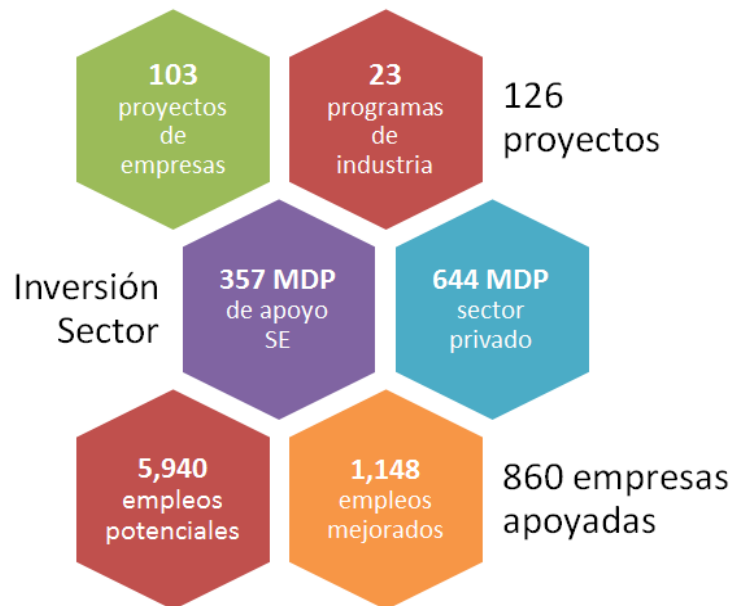 103
proyectos
de
empresas
23
programas
de
industria
126
proyectos
Inversión
Sector
357 MDP
de apoyo
SE
644 MDP
sector
privado
5,940
empleos
potenciales
1,148
empleos
mejorados
860 empresas
apoyadas